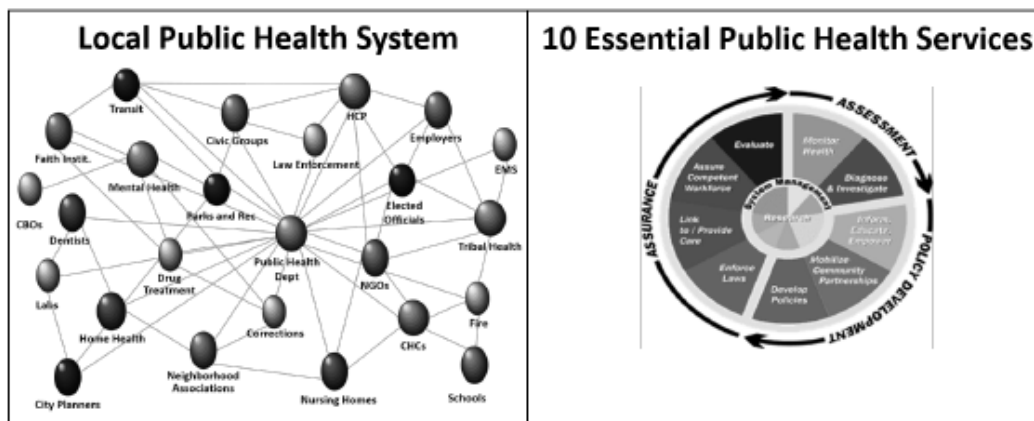 Local Public Health System
Transit
Civic Groups
HCP
Employers
Faith Instit.
Law Enforcement
EMS
Mental Health
CBOs
Parks and Rec
Elected
Officials
Dentists
Tribal Health
Public Health
Dept
Drug
Treatment
NGOs
Labs
Home Health
Corrections
CHCs
Fire
Neighborhood
Associations
City Planners
Nursing Homes
Schools
10 Essential Public Health Services
ASSESSMENT
Evaluate
Monitor
Health
Assure
Competent
Workforce
Diagnose
& Investigate
System Management
ASSURANCE
Link
to / Provide
Care
Research
Inform,
Educate,
Empower
Enforce
Laws
Mobilize
Community
Partnerships
Develop
Policies
POLICY DEVELOPMENT